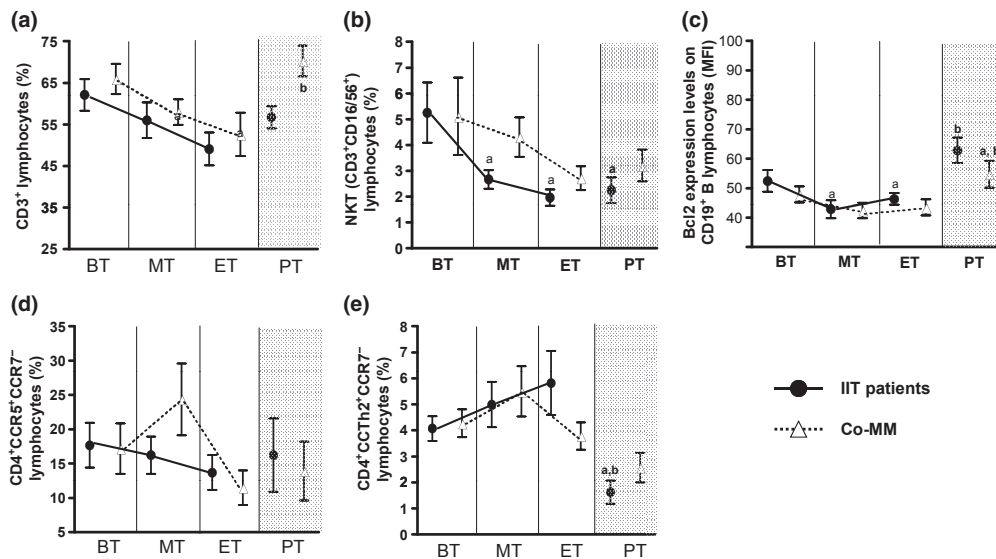 (a)
CD3⁺ lymphocytes (%)
75
65
55
45
35
25
a
a
b
BT MT ET PT
(b)
NKT (CD3⁺CD16/56⁺)
lymphocytes (%)
8
7
6
5
4
3
2
1
0
a
a
a
BT MT ET PT
(c)
Bcl2 expression levels on
CD19⁺ B lymphocytes (MFI)
100
90
80
70
60
50
40
a
a
b
a, b
BT MT ET PT
(d)
CD4⁺CCR5⁺CCR7⁻
lymphocytes (%)
35
30
25
20
15
10
5
BT MT ET PT
(e)
CD4⁺CCTh2⁺CCR7⁻
lymphocytes (%)
8
7
6
5
4
3
2
1
0
a,b
BT MT ET PT
IIT patients
Co-MM